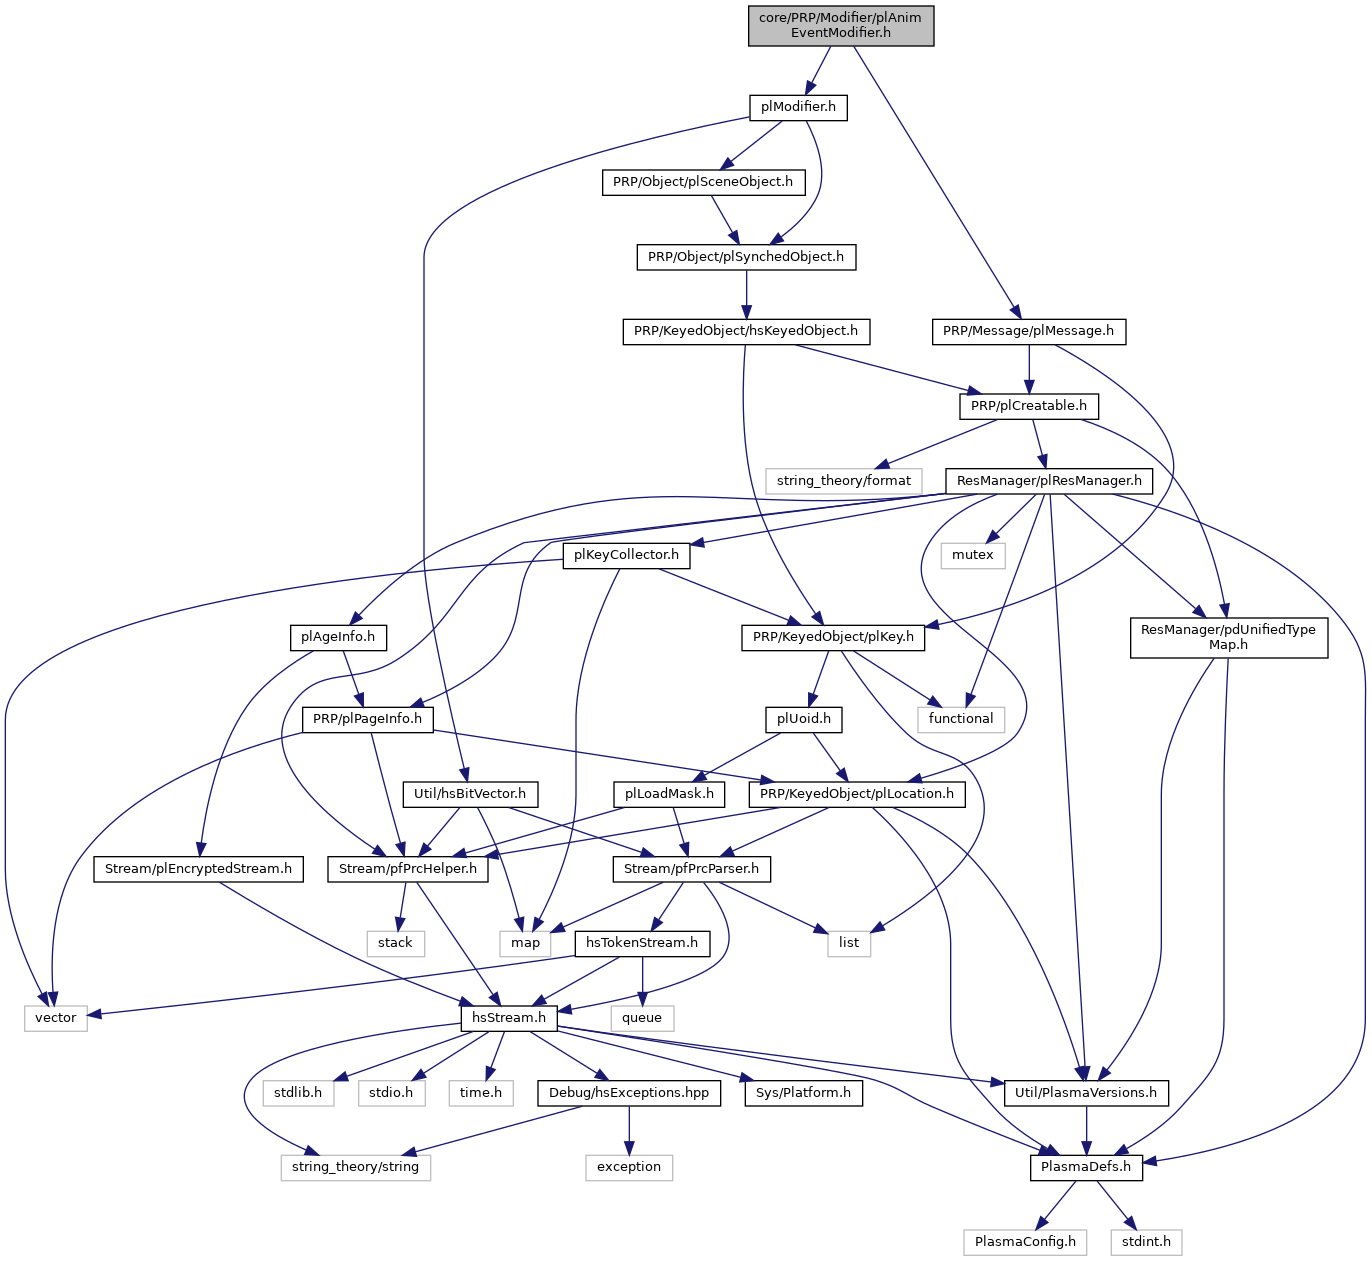 core/PRP/Modifier/plAnim
EventModifier.h
plModifier.h
PRP/Object/plSceneObject.h
PRP/Object/plSynchedObject.h
PRP/KeyedObject/hsKeyedObject.h
PRP/Message/plMessage.h
PRP/plCreatable.h
string_theory/format
ResManager/plResManager.h
plKeyCollector.h
mutex
plAgeInfo.h
PRP/KeyedObject/plKey.h
ResManager/pdUnifiedType
Map.h
PRP/plPageInfo.h
plUoid.h
functional
Util/hsBitVector.h
plLoadMask.h
PRP/KeyedObject/plLocation.h
Stream/plEncryptedStream.h
Stream/pfPrcHelper.h
Stream/pfPrcParser.h
stack
map
hsTokenStream.h
list
vector
hsStream.h
queue
stdlib.h
stdio.h
time.h
Debug/hsExceptions.hpp
Sys/Platform.h
Util/PlasmaVersions.h
string_theory/string
exception
PlasmaDefs.h
PlasmaConfig.h
stdint.h